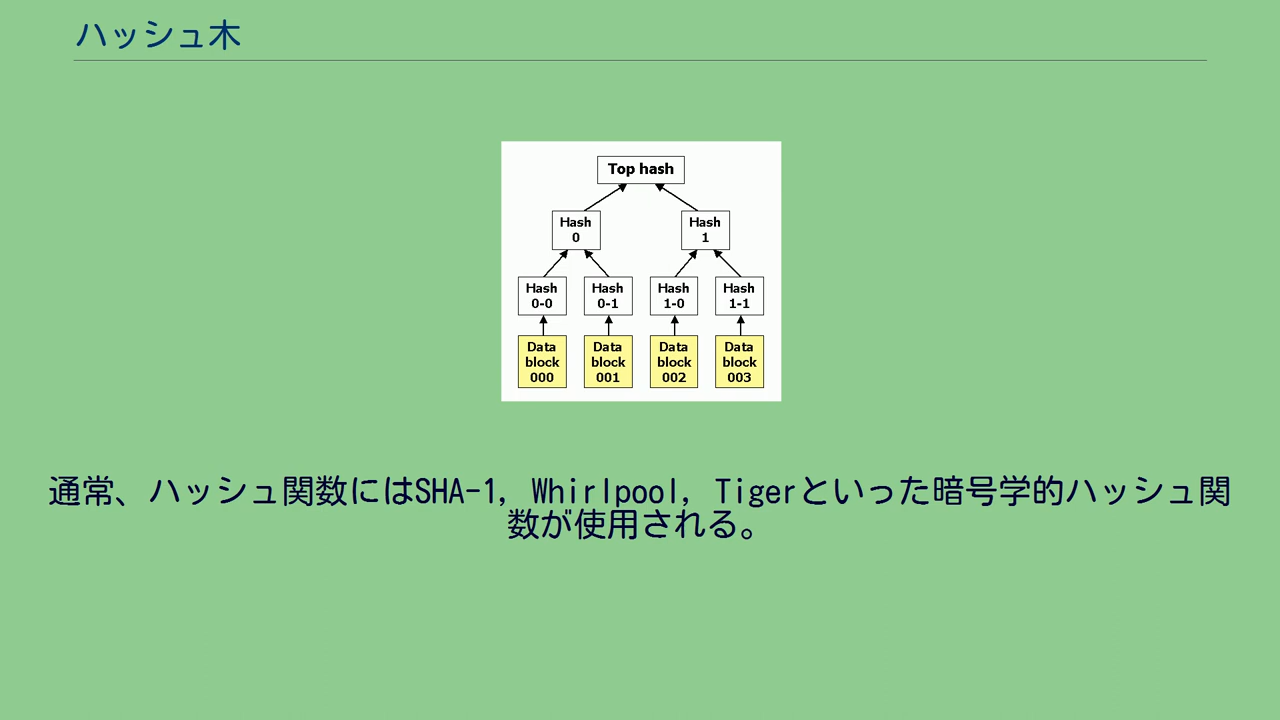 ハッシュ木
Top hash
Hash
0
Hash
1
Hash
0-0
Hash
0-1
Hash
1-0
Hash
1-1
Data
block
000
Data
block
001
Data
block
002
Data
block
003
通常、ハッシュ関数にはSHA-1, Whirlpool, Tigerといった暗号学的ハッシュ関
数が使用される。